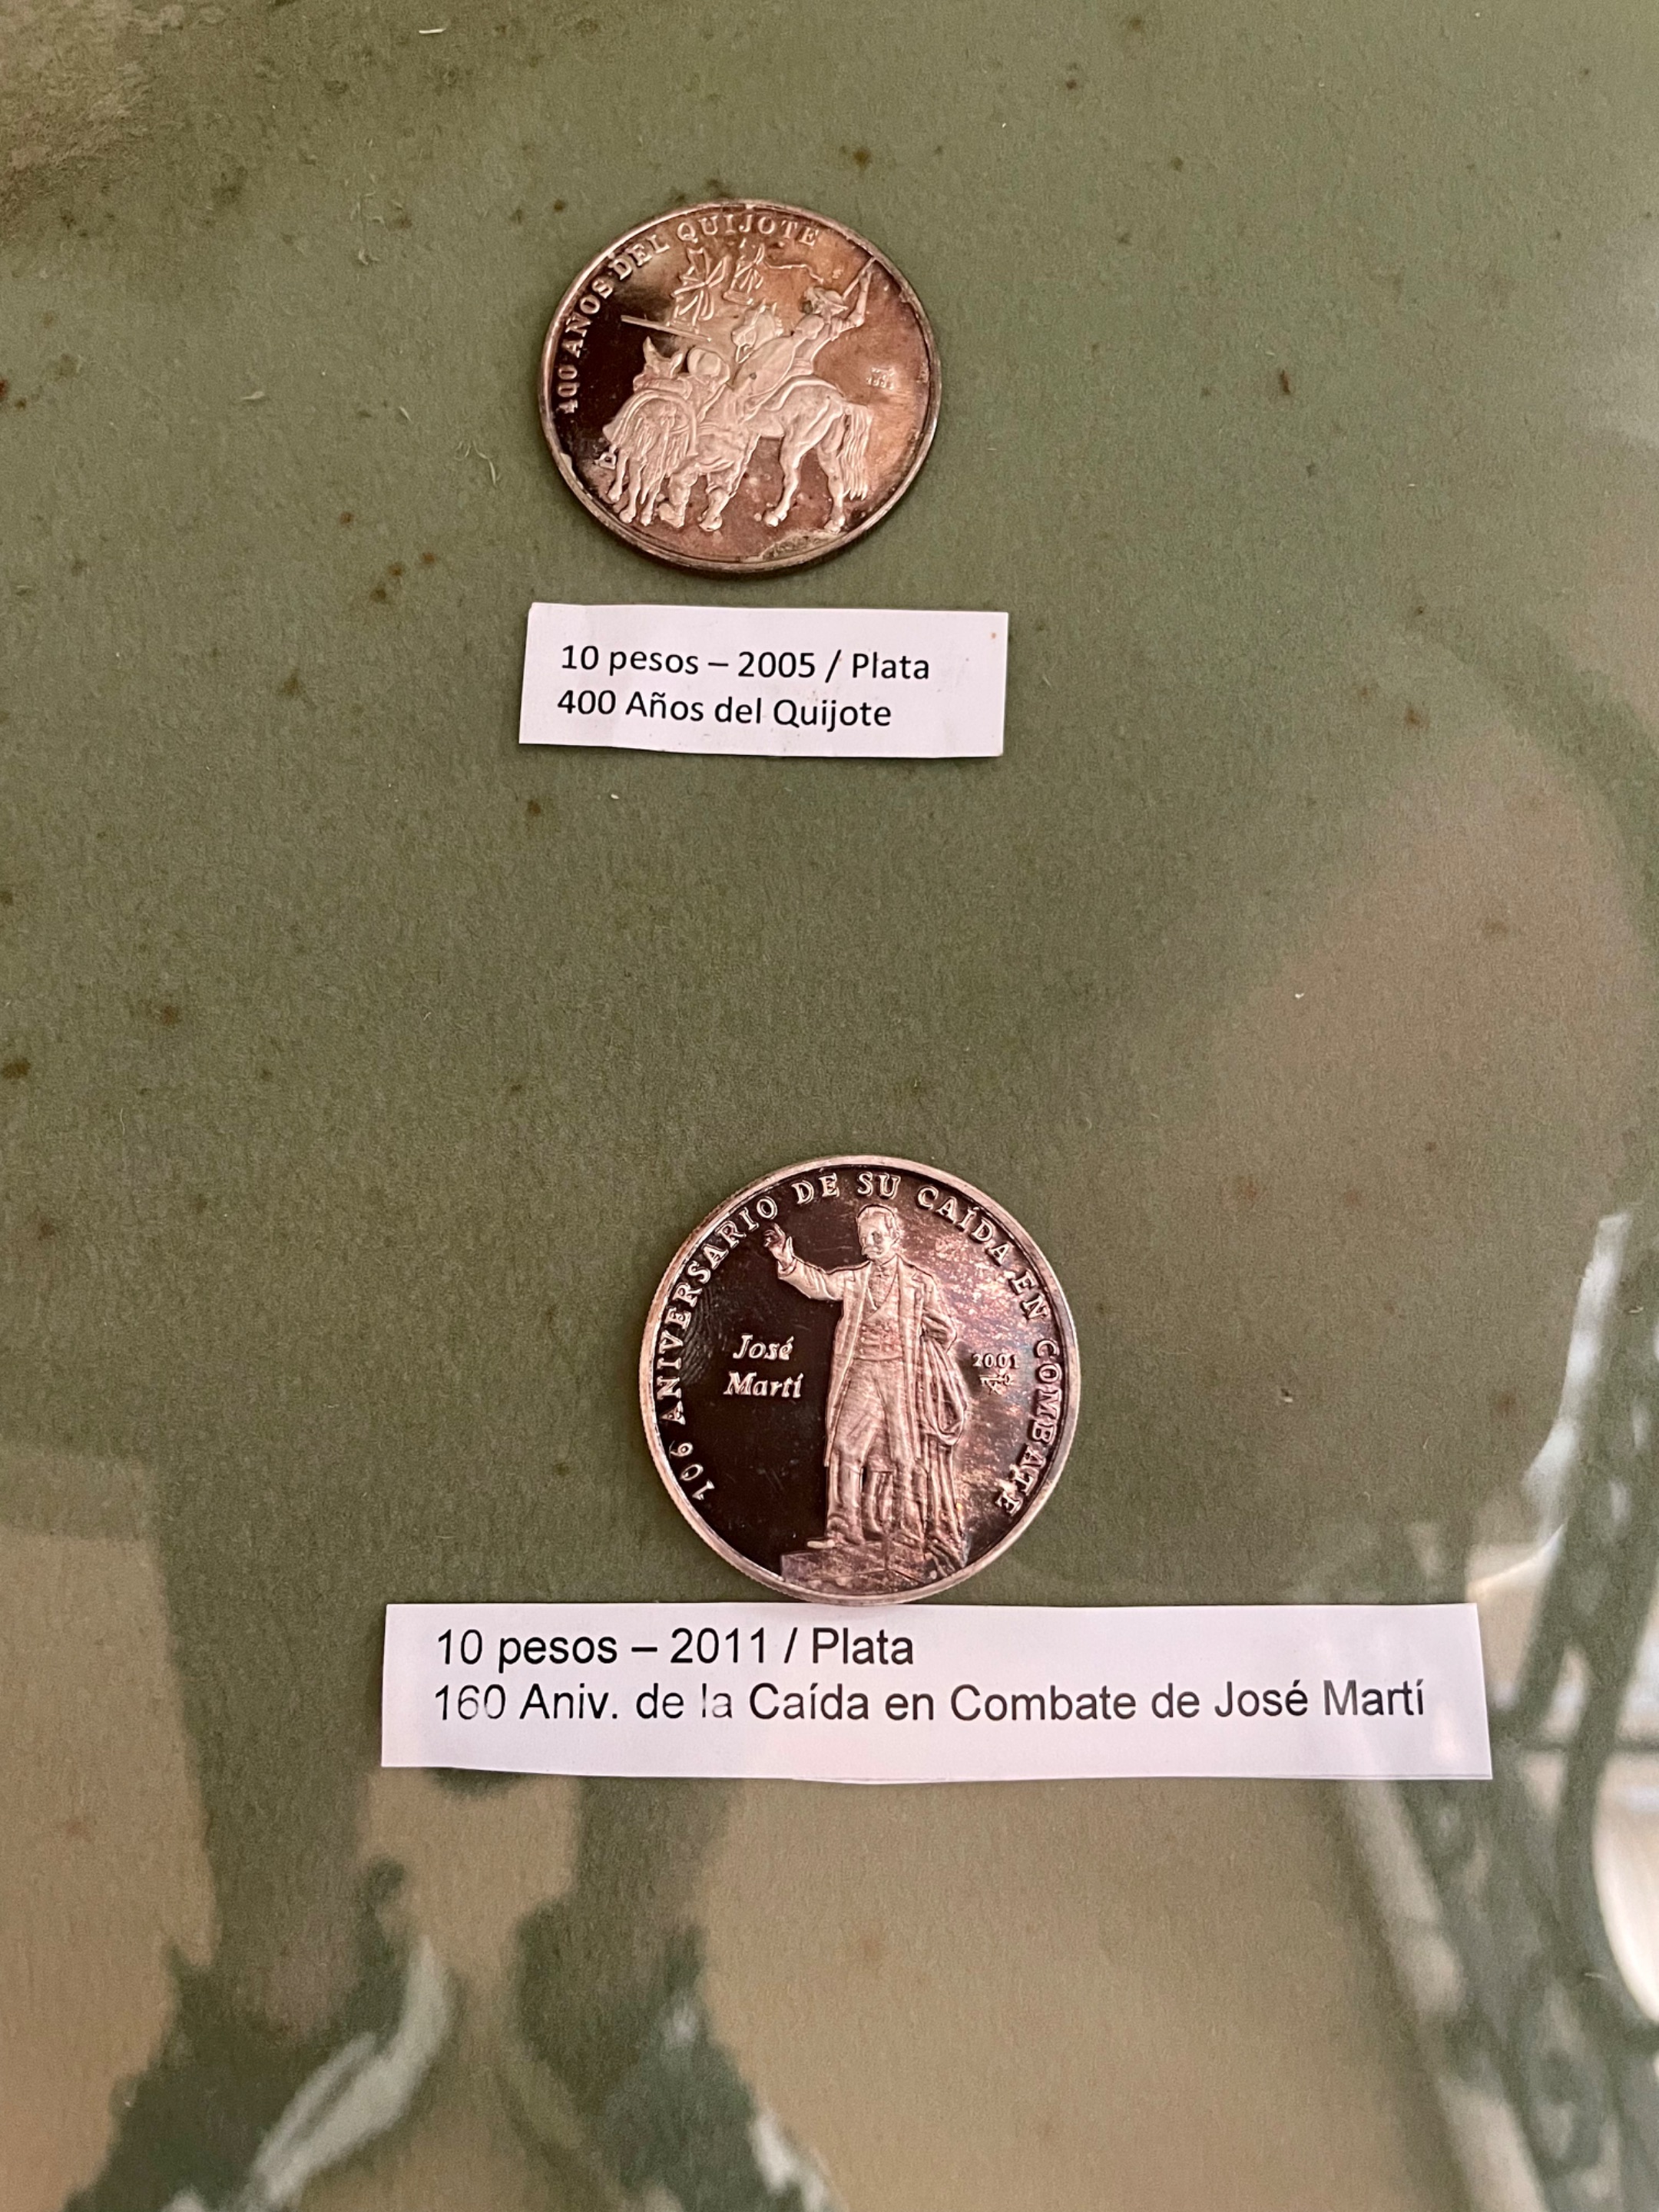 400 AÑOS DEL QUIJOTE
10 pesos – 2005 / Plata
400 Años del Quijote
106 ANIVERSARIO DE SU CAÍDA EN COMBATE
José
Martí
2001
10 pesos – 2011 / Plata
160 Aniv. de la Caída en Combate de José Martí